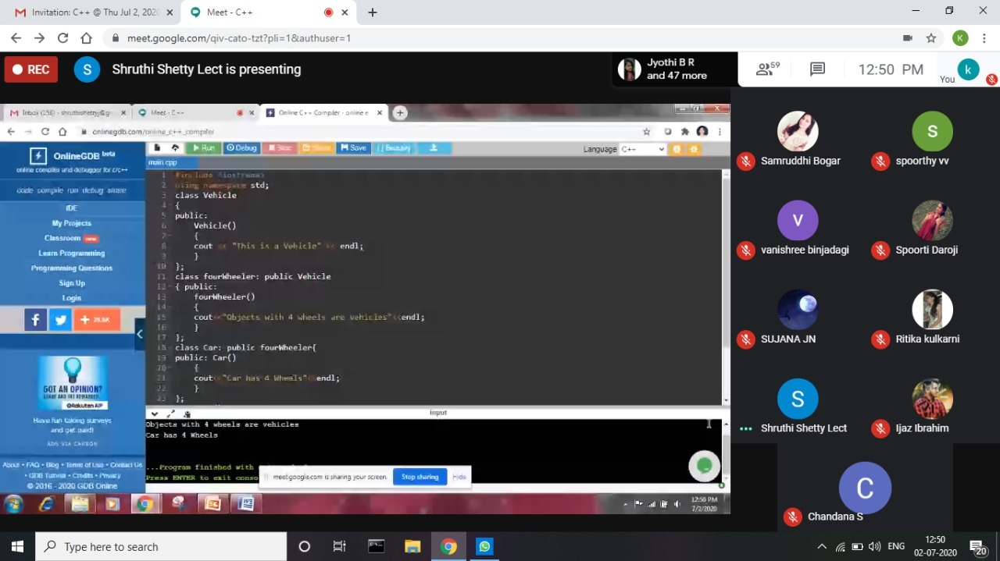 Invitation: C++ @ Thu Jul 2, 2020
Meet - C++
meet.google.com/qiv-cato-tzt?pli=1&authuser=1
K
REC
S
Shruthi Shetty Lect is presenting
Jyothi B R
and 47 more
59
12:50 PM
You
k
Meet - C++
Online C++ Compiler - online e
onlinegdb.com/online_c++_compiler
OnlineGDB beta
online compiler and debugger for c/c++
code. compile. run. debug. share.
IDE
My Projects
Classroom new
Learn Programming
Programming Questions
Sign Up
Login
GOT AN OPINION?
SHARE AND GET REWARDED.
Rakuten AIP
Have fun taking surveys
and get paid!
ADS VIA CARBON
About • FAQ • Blog • Terms of Use • Contact Us
• GDB Tutorial • Credits • Privacy
© 2016 - 2020 GDB Online
Run
Debug
Stop
Share
Save
{ } Beautify
Language C++
main.cpp
1 #include <iostream>
2 using namespace std;
3 class Vehicle
4 {
5 public:
6 Vehicle()
7 {
8 cout << "This is a Vehicle" << endl;
9 }
10 };
11 class fourWheeler: public Vehicle
12 { public:
13 fourWheeler()
14 {
15 cout<<"Objects with 4 wheels are vehicles"<<endl;
16 }
17 };
18 class Car: public fourWheeler{
19 public: Car()
20 {
21 cout<<"Car has 4 Wheels"<<endl;
22 }
23 };
input
Objects with 4 wheels are vehicles
Car has 4 Wheels
...Program finished with
Press ENTER to exit conso
meet.google.com is sharing your screen.
Stop sharing
Hide
12:50 PM
7/2/2020
Samruddhi Bogar
s
spoorthy vv
v
vanishree binjadagi
Spoorti Daroji
SUJANA JN
Ritika kulkarni
S
Shruthi Shetty Lect
Ijaz Ibrahim
C
Chandana S
Type here to search
ENG
12:50
02-07-2020
20